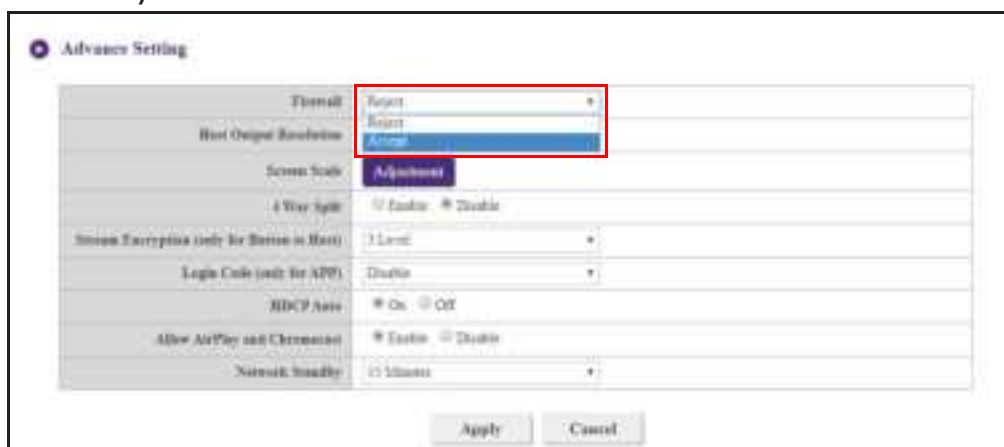 Advance Setting
Firewall Reject
Reject
Host Output Resolution Accept
Screen Scale Adjustment
4 Way Split Enable Disable
Stream Encryption (only for Button to Host) 3 Level
Login Code (only for APP) Disable
HDCP Auto On Off
Allow AirPlay and Chromecast Enable Disable
Network Standby 15 Minutes
Apply Cancel